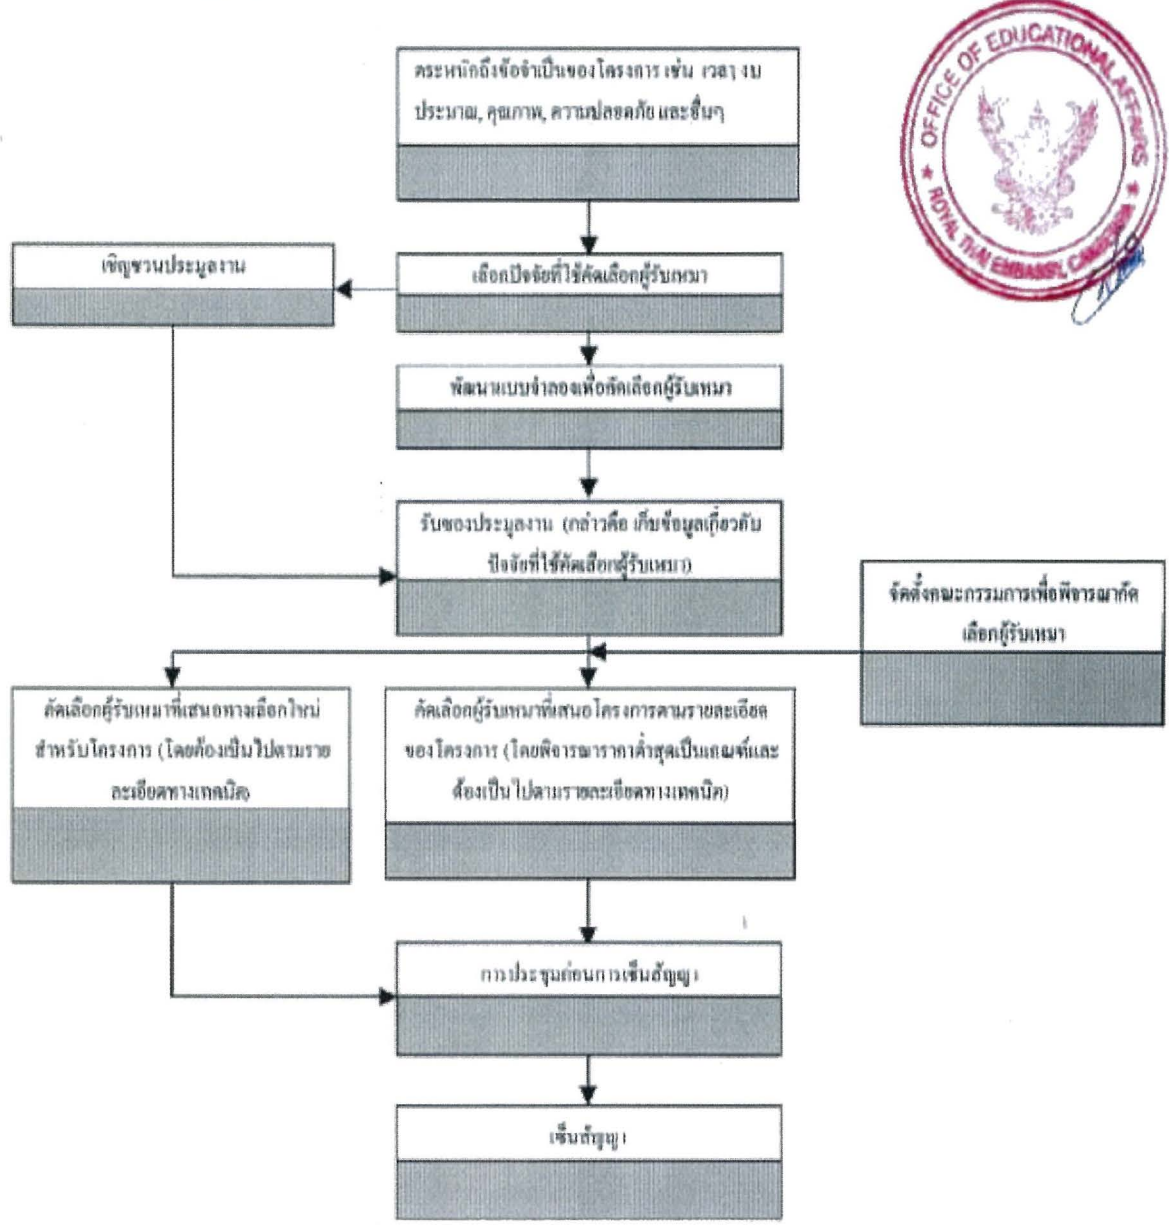 ตระหนักถึงข้อจำเป็นของโครงการ เช่น เวลา, งบ
ประมาณ, คุณภาพ, ความปลอดภัย และอื่นๆ
เชิญชวนประมูลงาน
เลือกปัจจัยที่ใช้คัดเลือกผู้รับเหมา
พัฒนาแบบจำลองเพื่อคัดเลือกผู้รับเหมา
รับซองประมูลงาน (กล่าวคือ เก็บข้อมูลเกี่ยวกับ
ปัจจัยที่ใช้คัดเลือกผู้รับเหมา)
จัดตั้งคณะกรรมการเพื่อพิจารณาคัด
เลือกผู้รับเหมา
คัดเลือกผู้รับเหมาที่เสนอทางเลือกใหม่
สำหรับโครงการ (โดยต้องเป็นไปตามราย
ละเอียดทางเทคนิค)
คัดเลือกผู้รับเหมาที่เสนอโครงการตามรายละเอียด
ของโครงการ (โดยพิจารณาราคาต่ำสุดเป็นเกณฑ์และ
ต้องเป็นไปตามรายละเอียดทางเทคนิค)
การประชุมก่อนการเซ็นสัญญา
เซ็นสัญญา
OFFICE OF EDUCATIONAL AFFAIRS
ROYAL THAI EMBASSY, CANBERRA